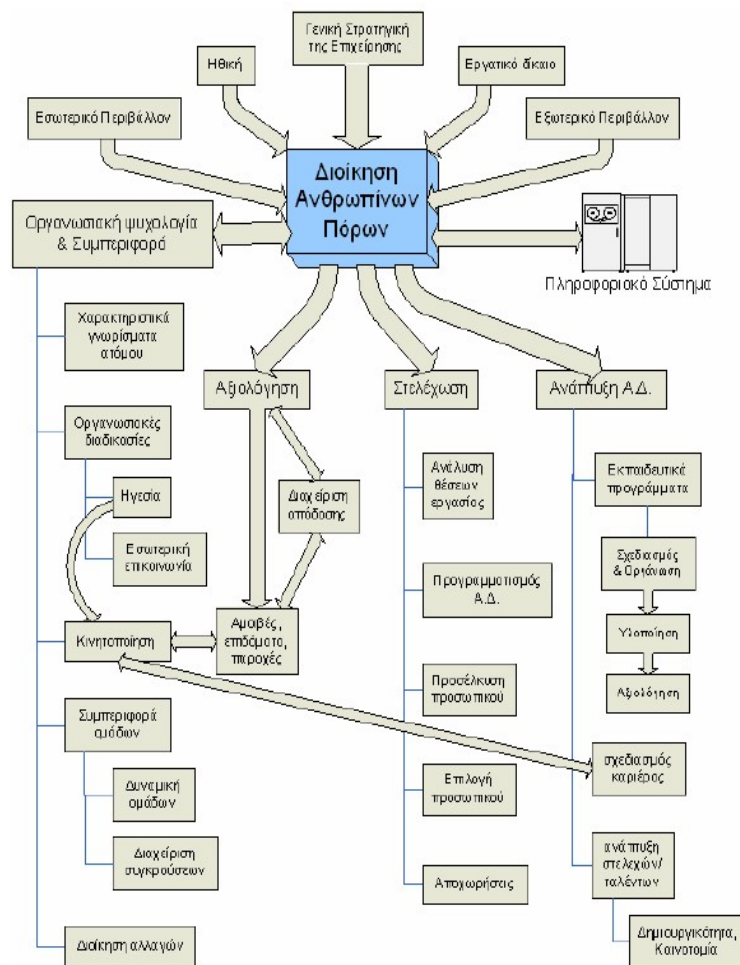 Γενική Στρατηγική
της Επιχείρησης
Ηθική
Εργατικό δίκαιο
Εσωτερικό Περιβάλλον
Εξωτερικό Περιβάλλον
Διοίκηση
Ανθρωπίνων
Πόρων
Οργανωσιακή ψυχολογία
& Συμπεριφορά
Πληροφοριακό Σύστημα
Χαρακτηριστικά
γνωρίσματα
ατόμου
Αξιολόγηση
Στελέχωση
Ανάπτυξη Α.Δ.
Οργανωσιακές
διαδικασίες
Ηγεσία
Εσωτερική
επικοινωνία
Διαχείριση
απόδοσης
Ανάλυση
θέσεων
εργασίας
Εκπαιδευτικά
προγράμματα
Σχεδιασμός
& Οργάνωση
Προγραμματισμός
Α.Δ.
Υλοποίηση
Κινητοποίηση
Αμοιβές,
επιδόματα,
παροχές
Αξιολόγηση
Προσέλκυση
προσωπικού
Συμπεριφορά
ομάδων
σχεδιασμός
καριέρας
Δυναμική
ομάδων
Επιλογή
προσωπικού
Διαχείριση
συγκρούσεων
ανάπτυξη
στελεχών/
ταλέντων
Αποχωρήσεις
Διοίκηση αλλαγών
Δημιουργικότητα,
Καινοτομία